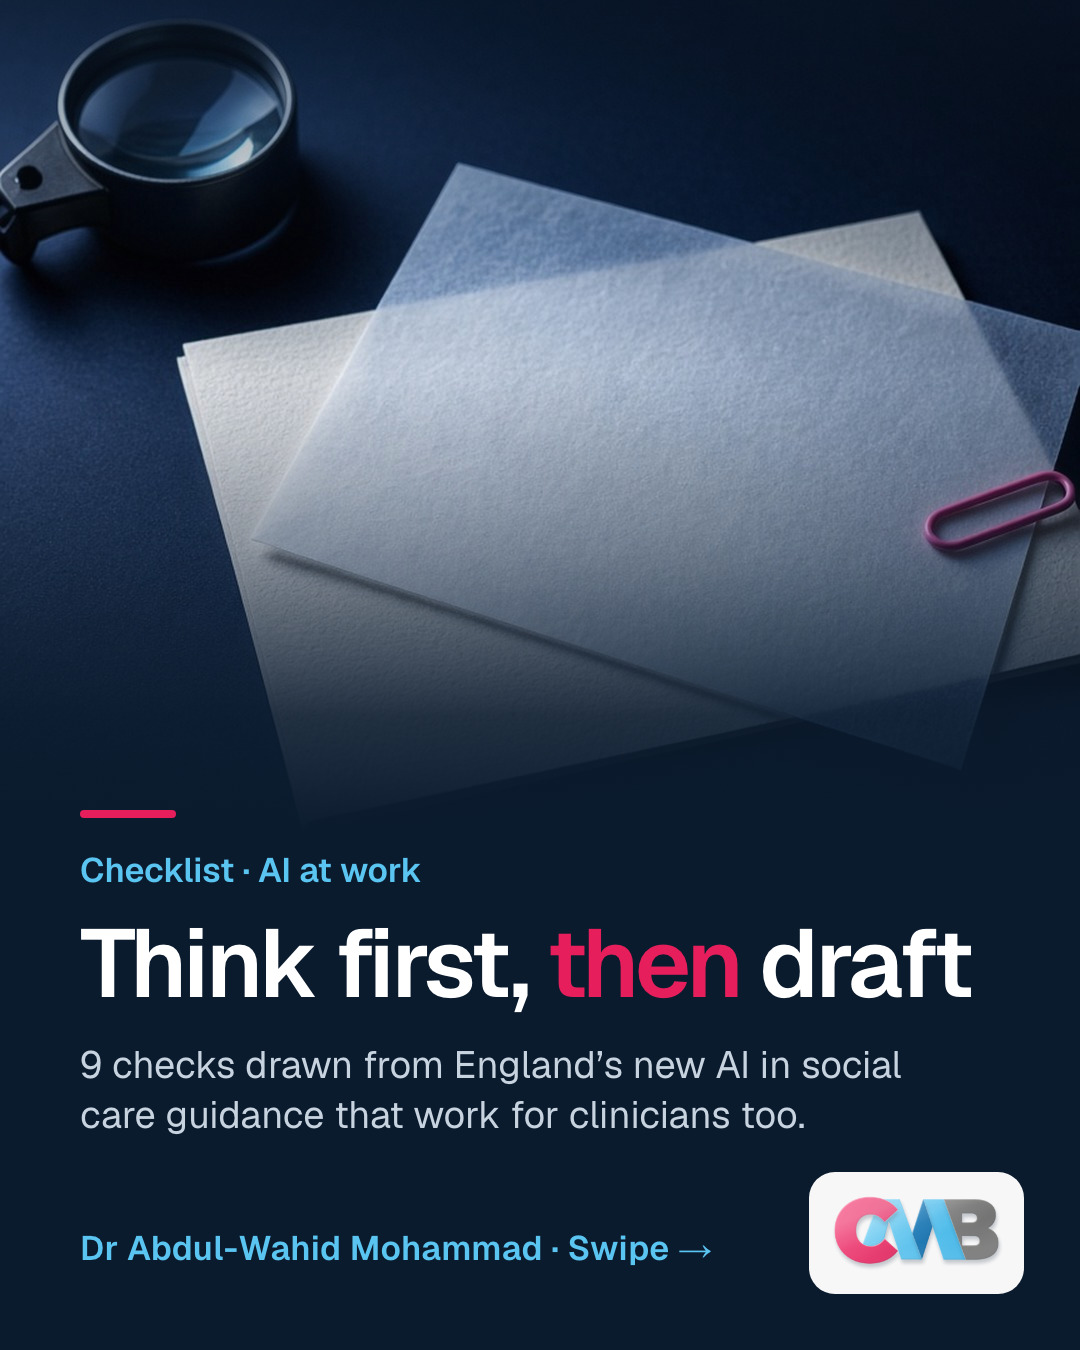 Checklist · AI at work
Think first, then draft
9 checks drawn from England’s new AI in social
care guidance that work for clinicians too.
Dr Abdul-Wahid Mohammad · Swipe →
CMB